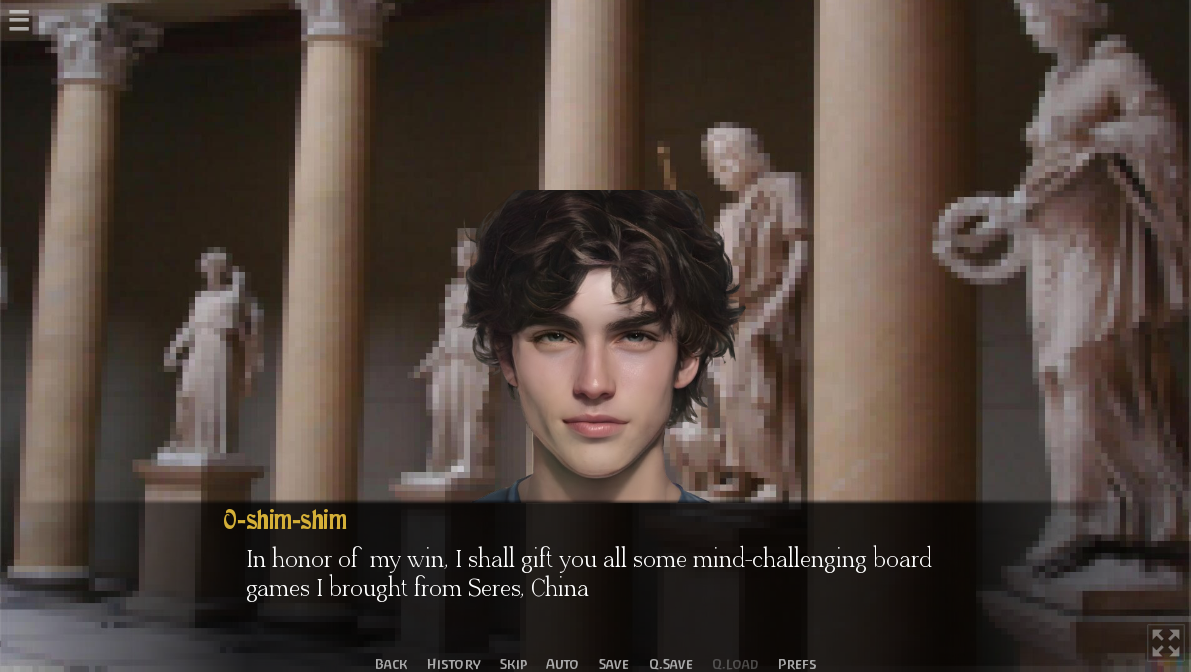 O-shim-shim
In honor of my win, I shall gift you all some mind-challenging board
games I brought from Seres, China
Back History Skip Auto Save Q.Save Q.Load Prefs